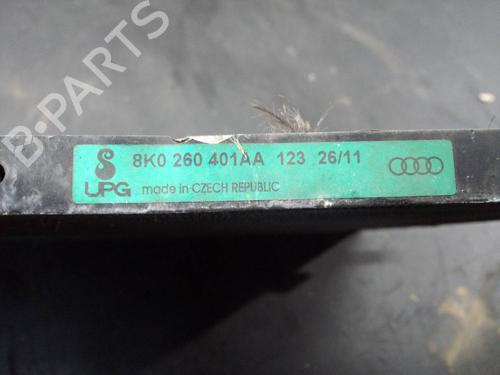 B-PARTS
8K0 260 401AA 123 26/11
UPG made in CZECH REPUBLIC